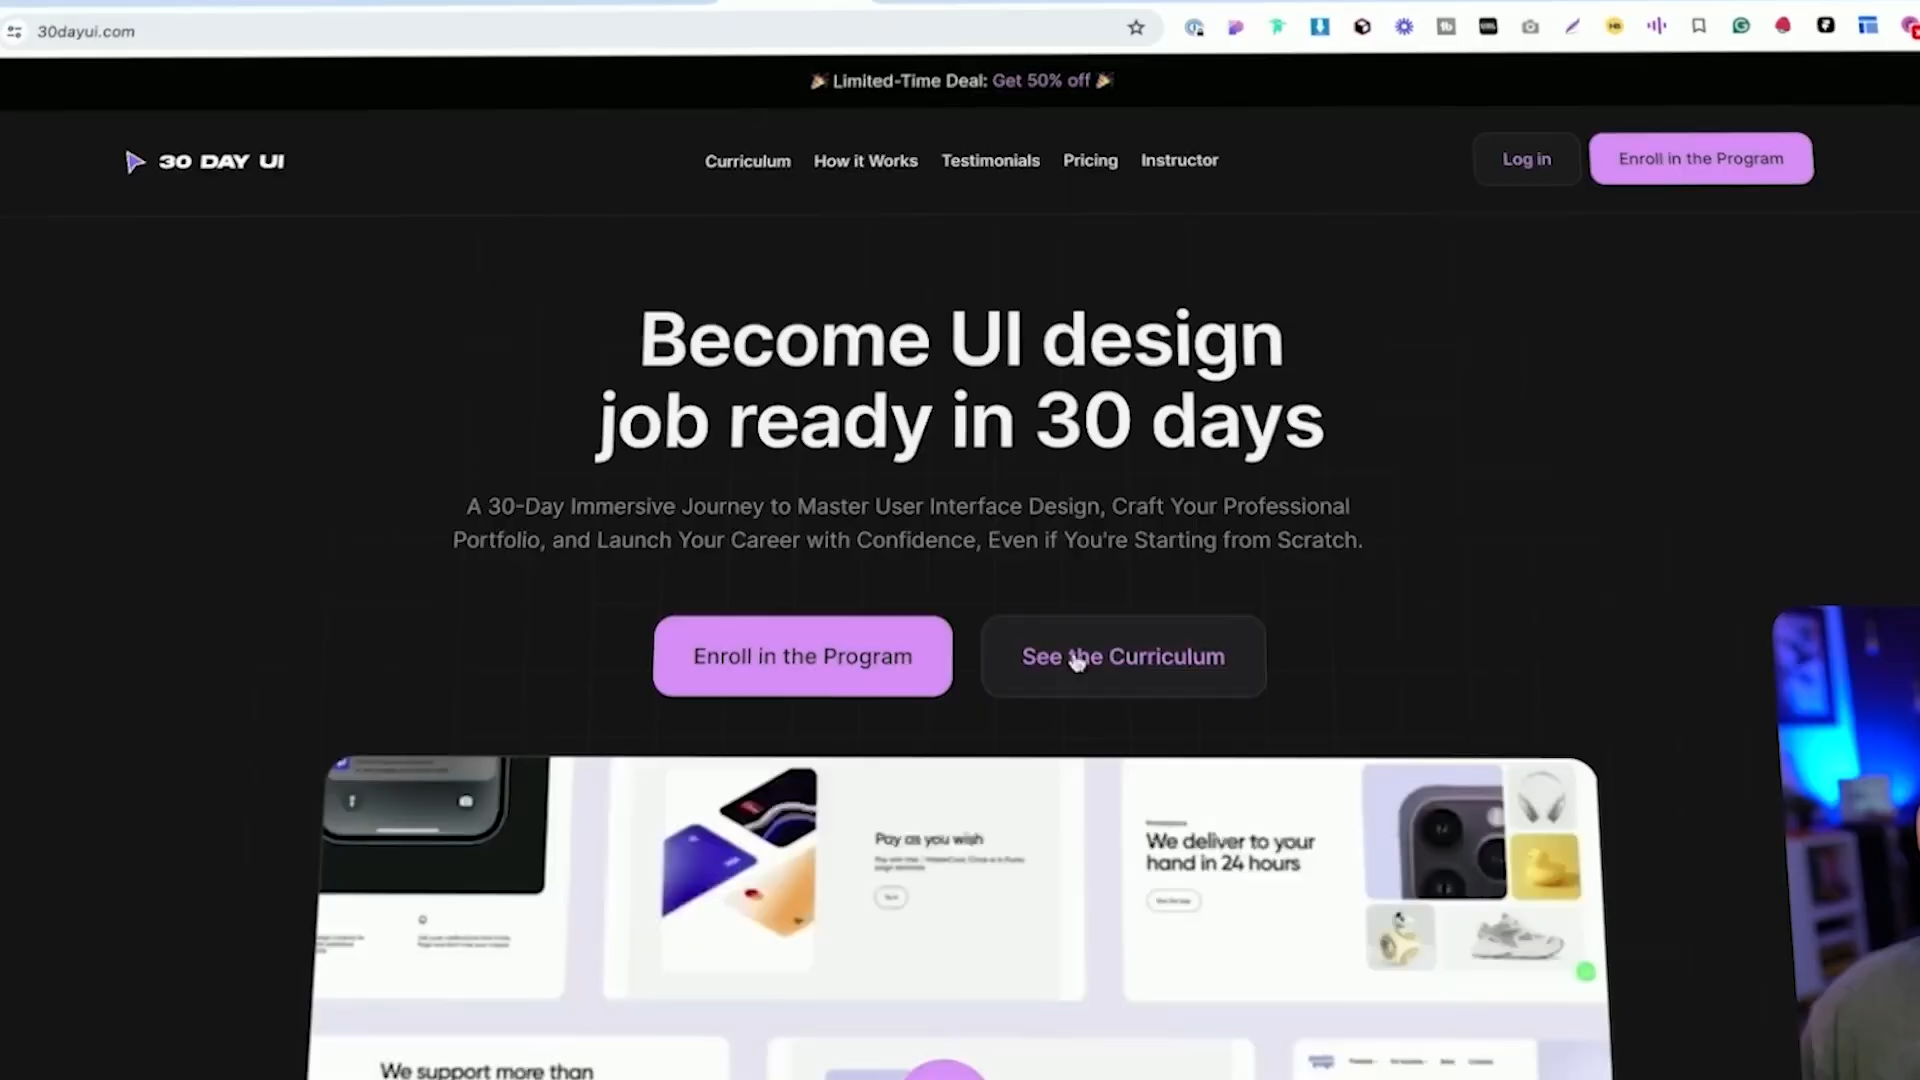 30dayui.com
🎉 Limited-Time Deal: Get 50% off 🎉
30 DAY UI
Curriculum How it Works Testimonials Pricing Instructor
Log in
Enroll in the Program
Become UI design
job ready in 30 days
A 30-Day Immersive Journey to Master User Interface Design, Craft Your Professional
Portfolio, and Launch Your Career with Confidence, Even if You're Starting from Scratch.
Enroll in the Program
See the Curriculum
Pay as you wish
We deliver to your
hand in 24 hours
We support more than